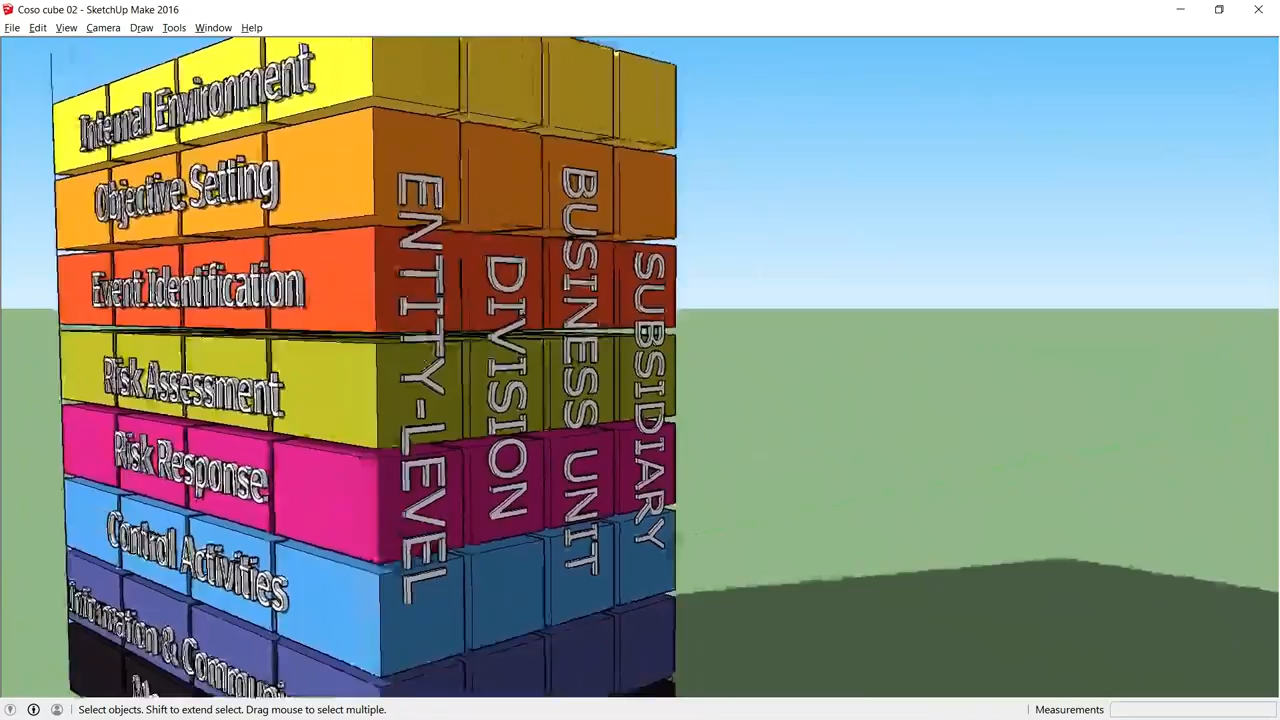 Coso cube 02 - SketchUp Make 2016
File Edit View Camera Draw Tools Window Help
Internal Environment
Objective Setting
Event Identification
Risk Assessment
Risk Response
Control Activities
Information & Communi
ENTITY-LEVEL
DIVISION
BUSINESS UNIT
SUBSIDIARY
Select objects. Shift to extend select. Drag mouse to select multiple.
Measurements